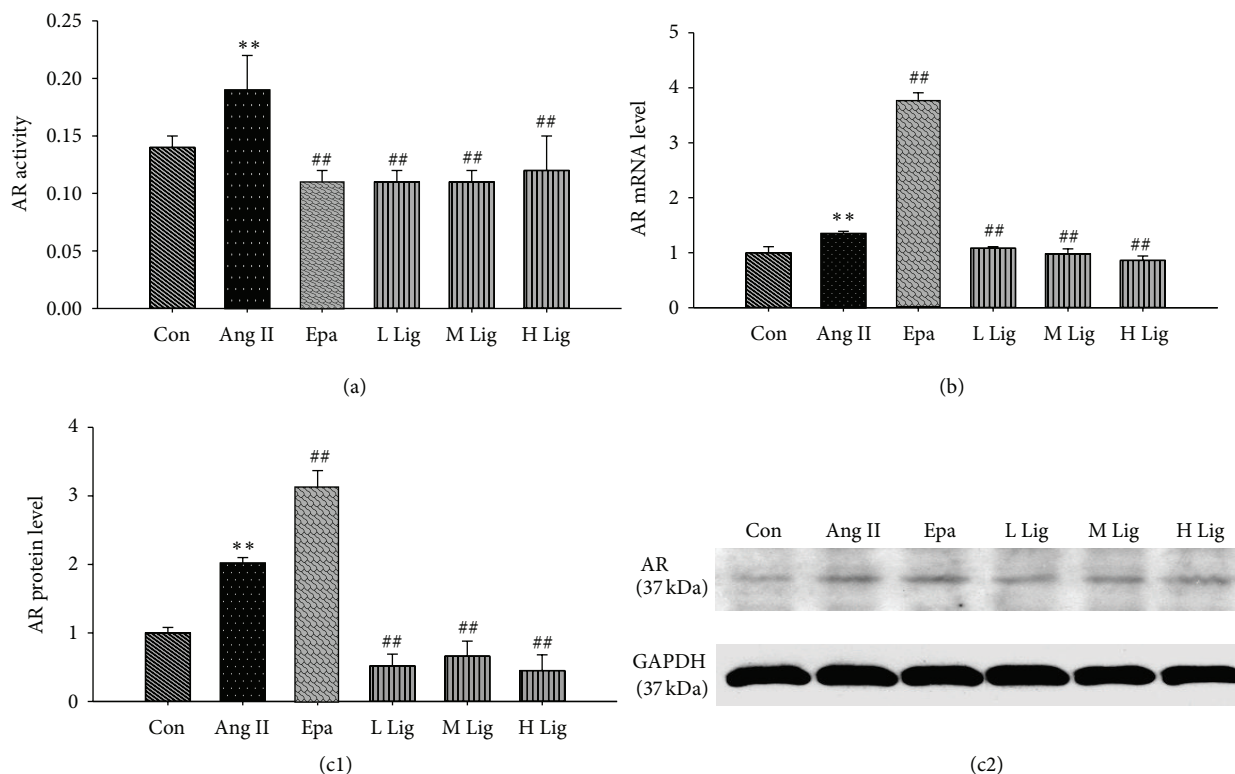 0.25
0.20
0.15
0.10
0.05
0.00
AR activity
**
##
##
##
##
Con Ang II Epa L Lig M Lig H Lig
(a)
5
4
3
2
1
0
AR mRNA level
**
##
##
##
##
Con Ang II Epa L Lig M Lig H Lig
(b)
4
3
2
1
0
AR protein level
**
##
##
##
##
Con Ang II Epa L Lig M Lig H Lig
(c1)
Con Ang II Epa L Lig M Lig H Lig
AR
(37 kDa)
GAPDH
(37 kDa)
(c2)